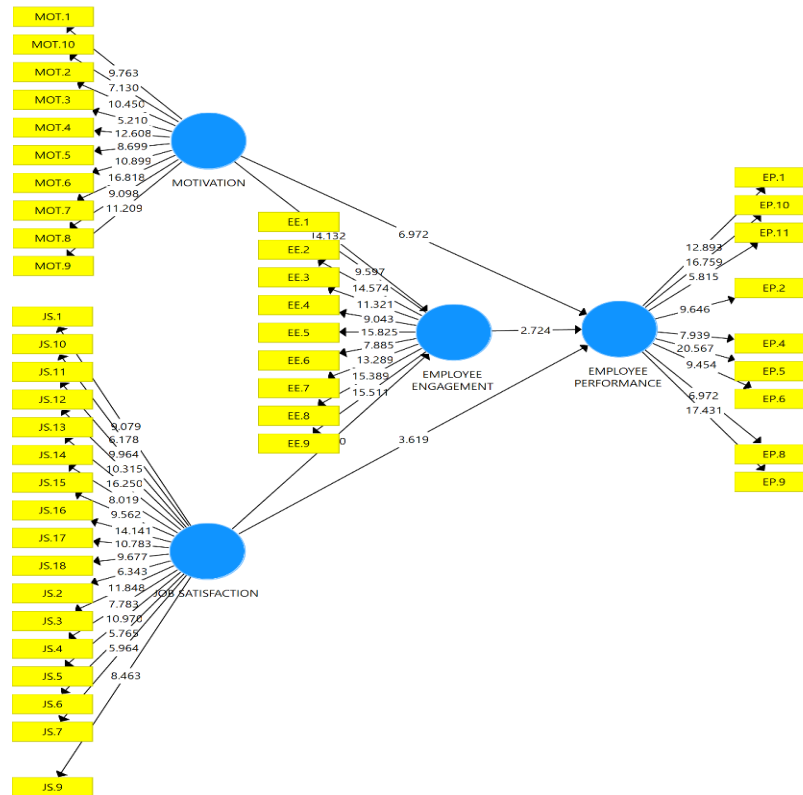 MOT.1
MOT.10
MOT.2
MOT.3
MOT.4
MOT.5
MOT.6
MOT.7
MOT.8
MOT.9
9.763
7.130
10.450
5.210
12.608
8.699
10.899
16.818
9.098
11.209
MOTIVATION
6.972
EE.1
EE.2
EE.3
EE.4
EE.5
EE.6
EE.7
EE.8
EE.9
14.132
9.597
14.574
11.321
9.043
15.825
7.885
13.289
15.389
15.511
0
EMPLOYEE
ENGAGEMENT
2.724
3.619
EMPLOYEE
PERFORMANCE
12.893
16.759
5.815
9.646
7.939
20.567
9.454
6.972
17.431
EP.1
EP.10
EP.11
EP.2
EP.4
EP.5
EP.6
EP.8
EP.9
JS.1
JS.10
JS.11
JS.12
JS.13
JS.14
JS.15
JS.16
JS.17
JS.18
JS.2
JS.3
JS.4
JS.5
JS.6
JS.7
JS.9
9.079
6.178
9.964
10.315
16.250
8.019
9.562
14.141
10.783
9.677
6.343
11.848
7.783
10.970
5.765
5.964
8.463
JOB SATISFACTION